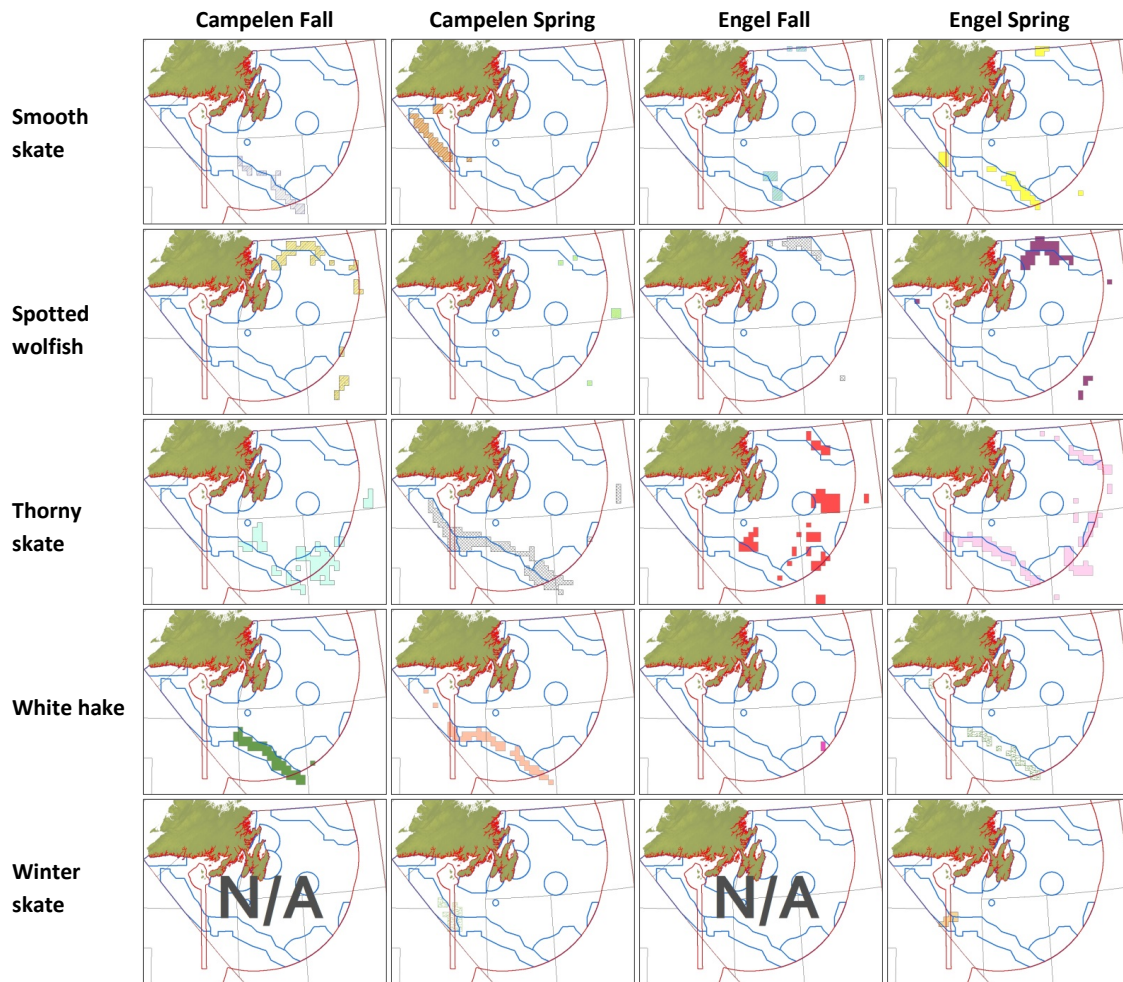 Campelen Fall Campelen Spring Engel Fall Engel Spring
Smooth
skate
Spotted
wolfish
Thorny
skate
White hake
Winter
skate
N/A N/A